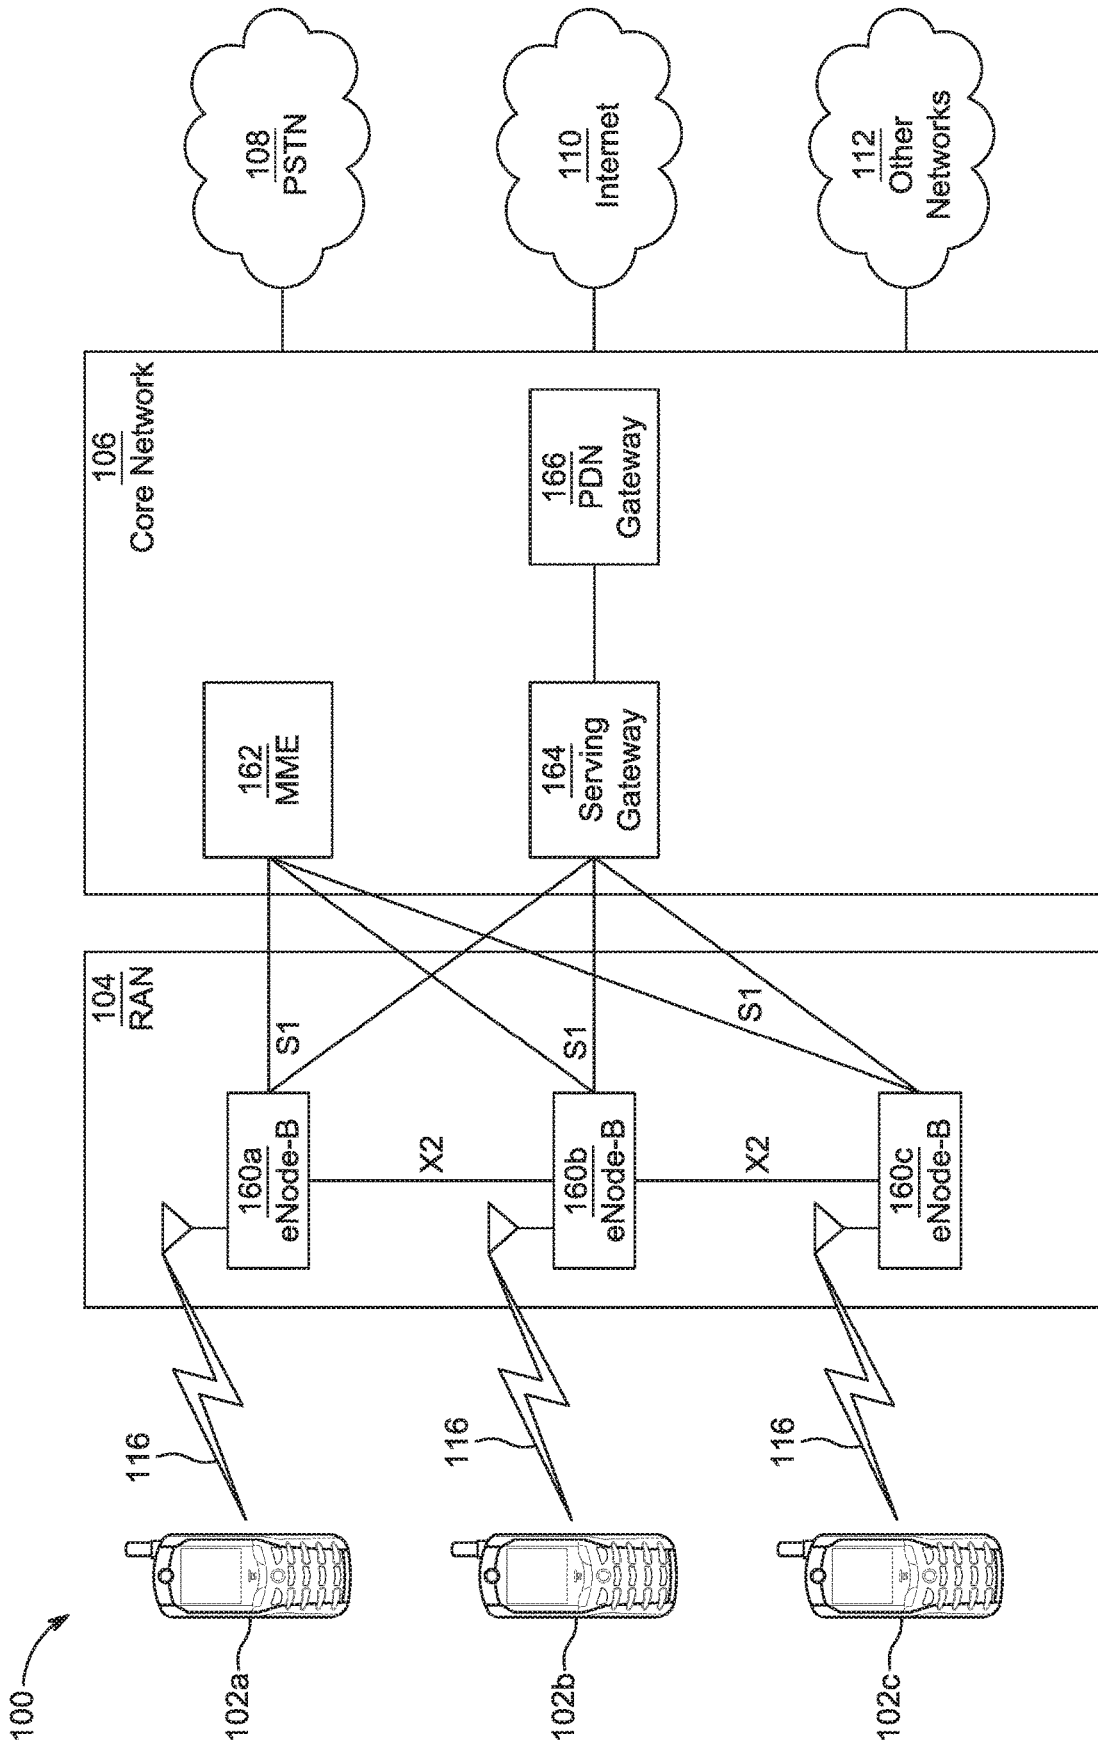 100
102a
116
104
RAN
160a
eNode-B
S1
106
Core Network
162
MME
108
PSTN
X2
102b
116
160b
eNode-B
S1
164
Serving
Gateway
166
PDN
Gateway
110
Internet
X2
S1
102c
116
160c
eNode-B
112
Other
Networks